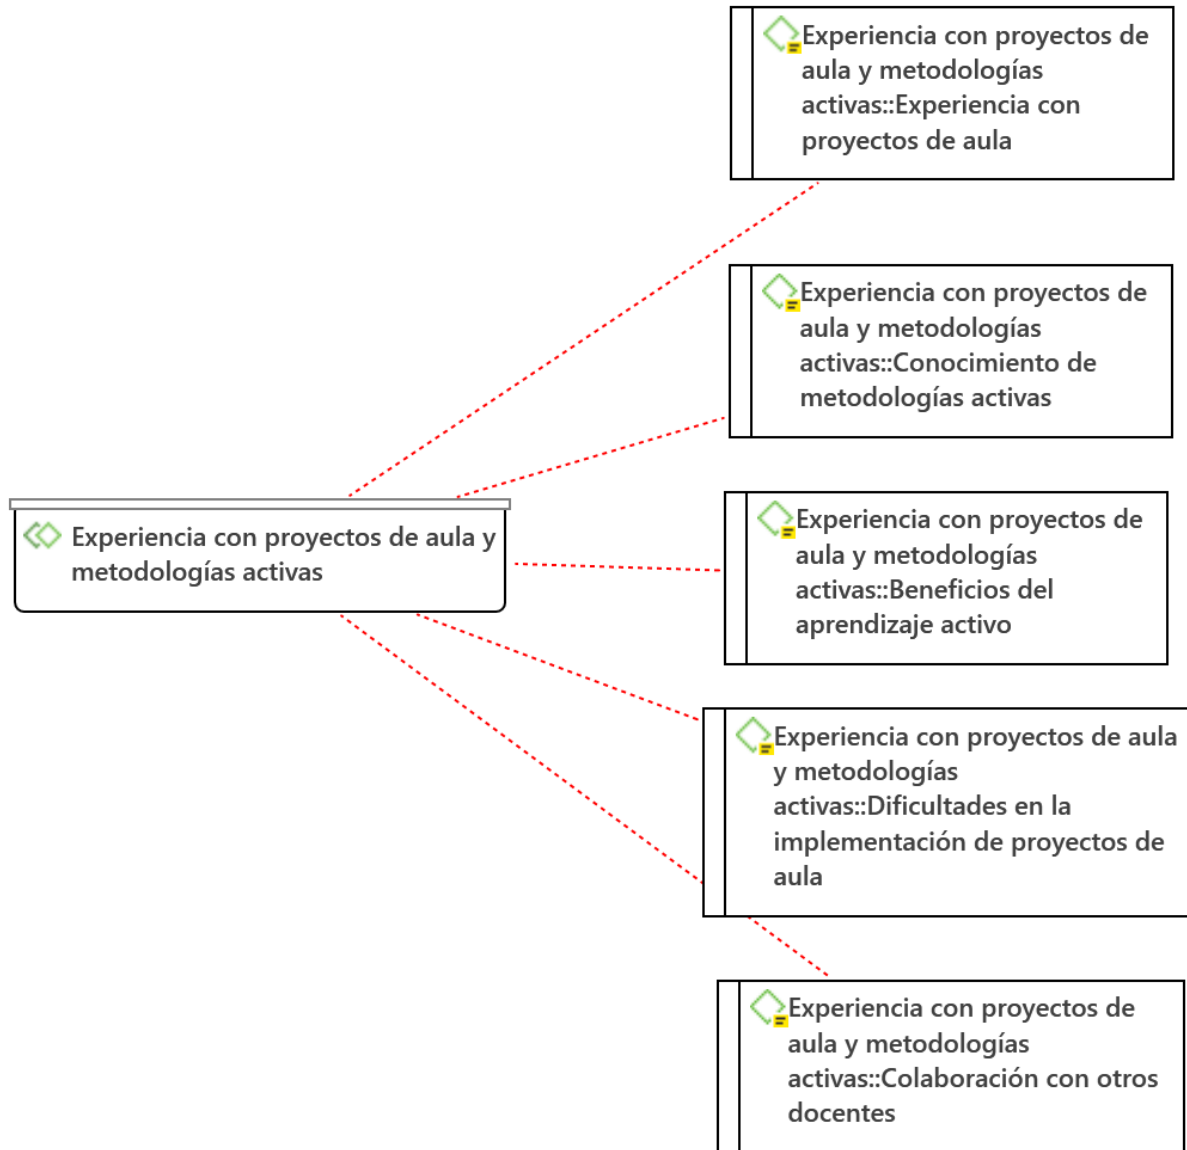 Experiencia con proyectos de
aula y metodologías
activas::Experiencia con
proyectos de aula
Experiencia con proyectos de
aula y metodologías
activas::Conocimiento de
metodologías activas
Experiencia con proyectos de aula y
metodologías activas
Experiencia con proyectos de
aula y metodologías
activas::Beneficios del
aprendizaje activo
Experiencia con proyectos de aula
y metodologías
activas::Dificultades en la
implementación de proyectos de
aula
Experiencia con proyectos de
aula y metodologías
activas::Colaboración con otros
docentes